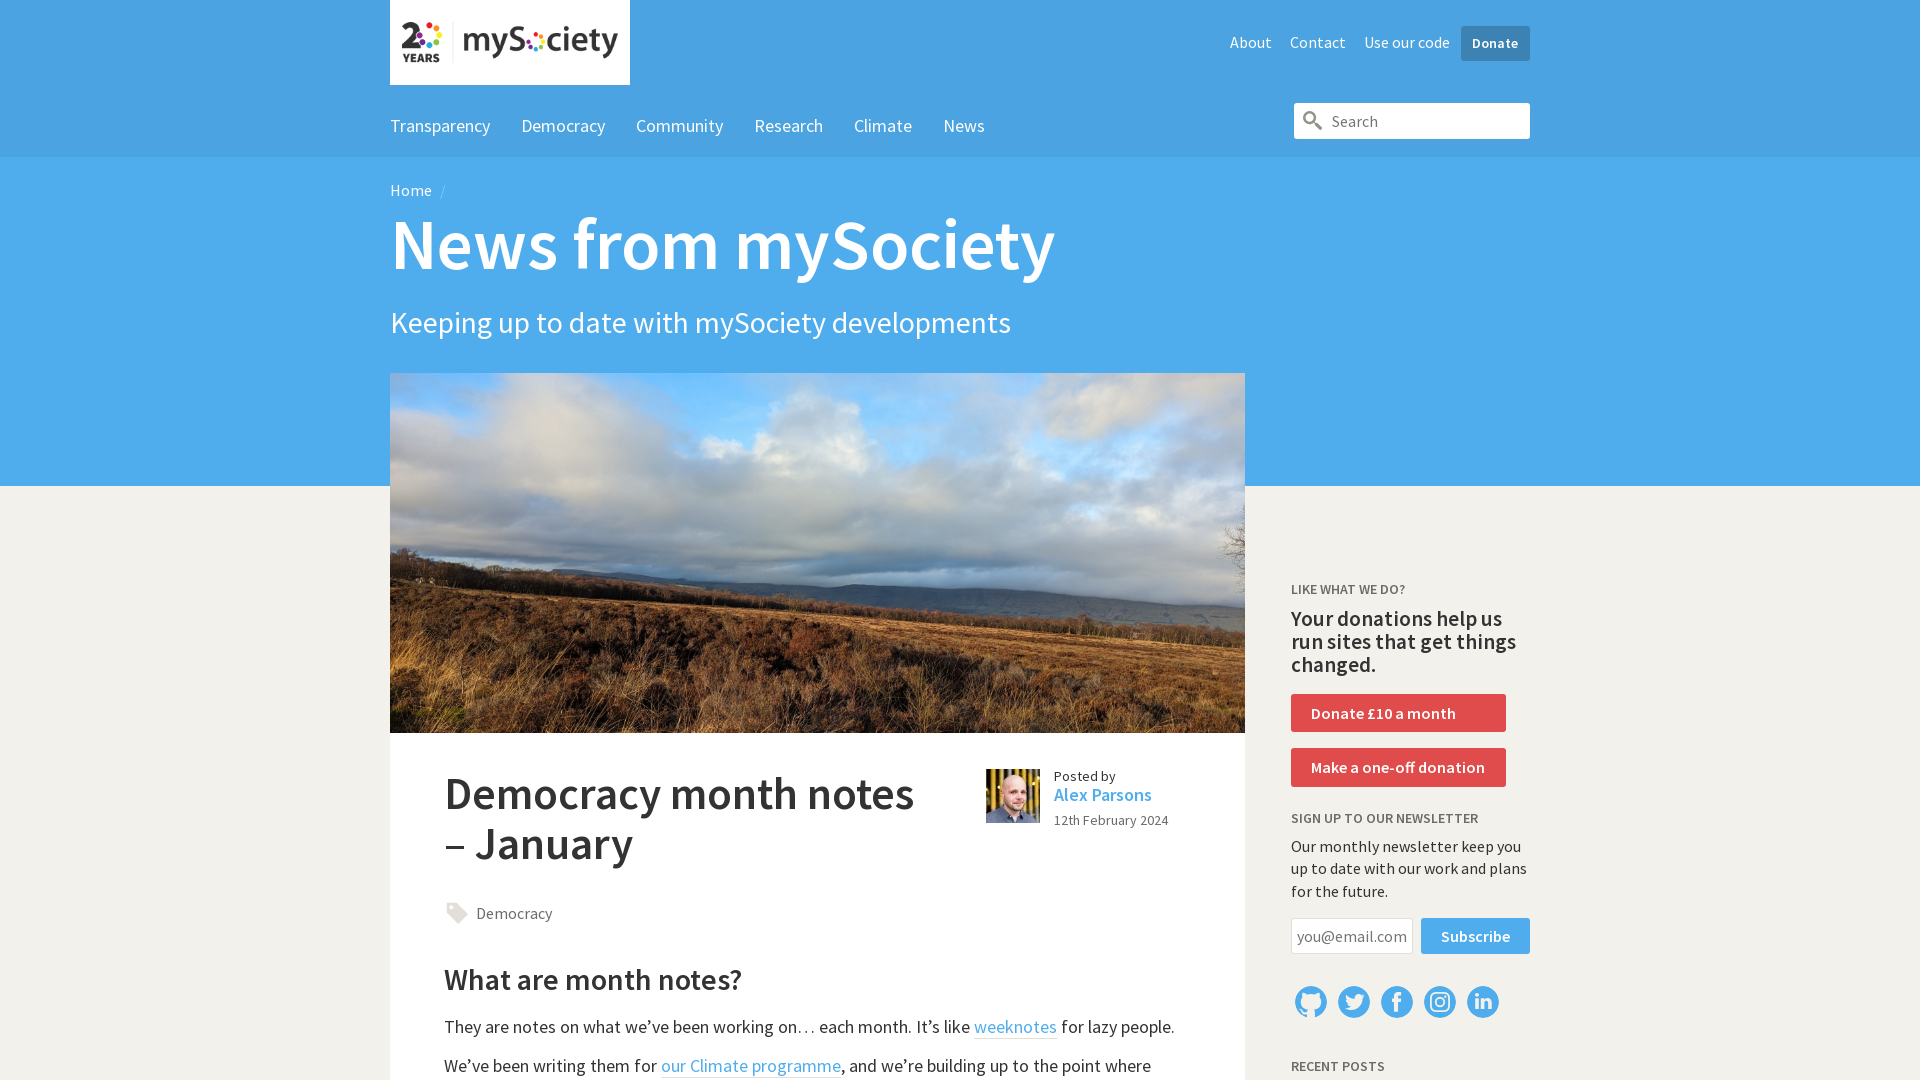 20 YEARS mySociety
About Contact Use our code Donate
Transparency Democracy Community Research Climate News
Search
Home /
News from mySociety
Keeping up to date with mySociety developments
Democracy month notes
– January
Posted by
Alex Parsons
12th February 2024
Democracy
What are month notes?
They are notes on what we’ve been working on… each month. It’s like weeknotes for lazy people.
We’ve been writing them for our Climate programme, and we’re building up to the point where
LIKE WHAT WE DO?
Your donations help us
run sites that get things
changed.
Donate £10 a month
Make a one-off donation
SIGN UP TO OUR NEWSLETTER
Our monthly newsletter keep you
up to date with our work and plans
for the future.
you@email.com Subscribe
RECENT POSTS